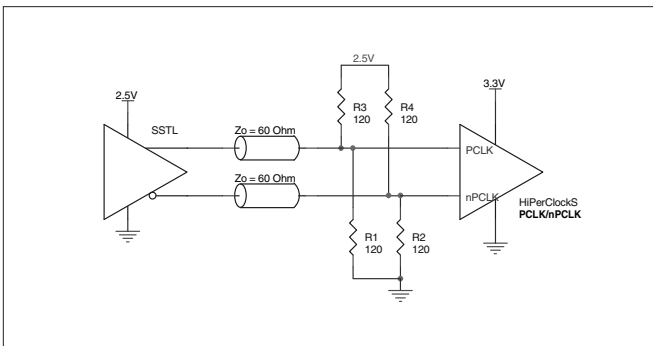 2.5V
SSTL
Zo = 60 Ohm
Zo = 60 Ohm
2.5V
R3
120
R4
120
R1
120
R2
120
3.3V
PCLK
nPCLK
HiPerClockS
PCLK/nPCLK